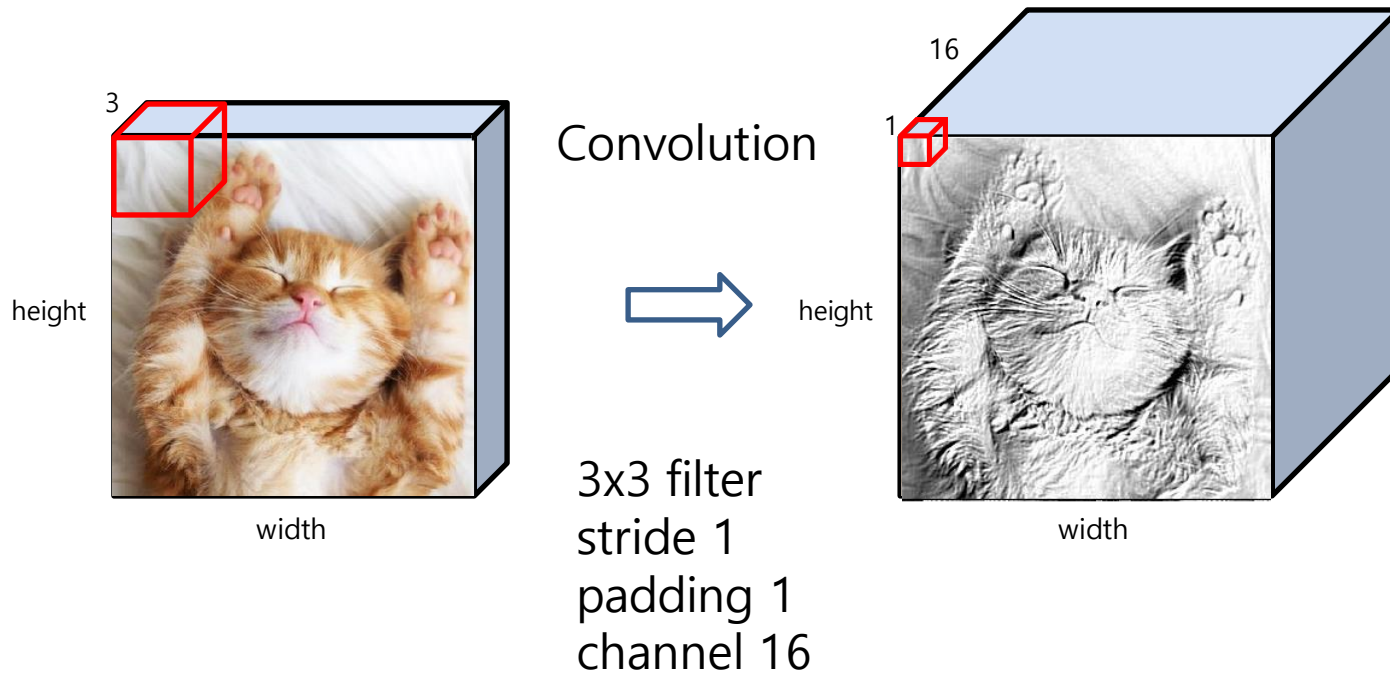 3
height
width
Convolution
3x3 filter
stride 1
padding 1
channel 16
16
1
height
width